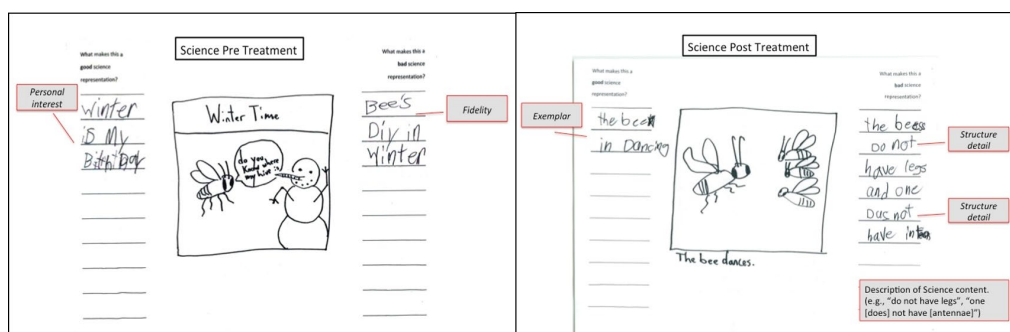 Science Pre Treatment
What makes this a
good science
representation?
Winter
is My
What makes this a
bad science
representation?
Bee's
Diy in
Winter
Personal
interest
Fidelity
Winter Time
do you
Know where
my hive is
Science Post Treatment
What makes this a
good science
representation?
the bee
in Dancing
What makes this a
bad science
representation?
the bees
Do not
have legs
and one
Dus not
have
Exemplar
Structure
detail
Structure
detail
The bee dances.
Description of Science content.
(e.g., “do not have legs”, “one
[does] not have [antennae]”)